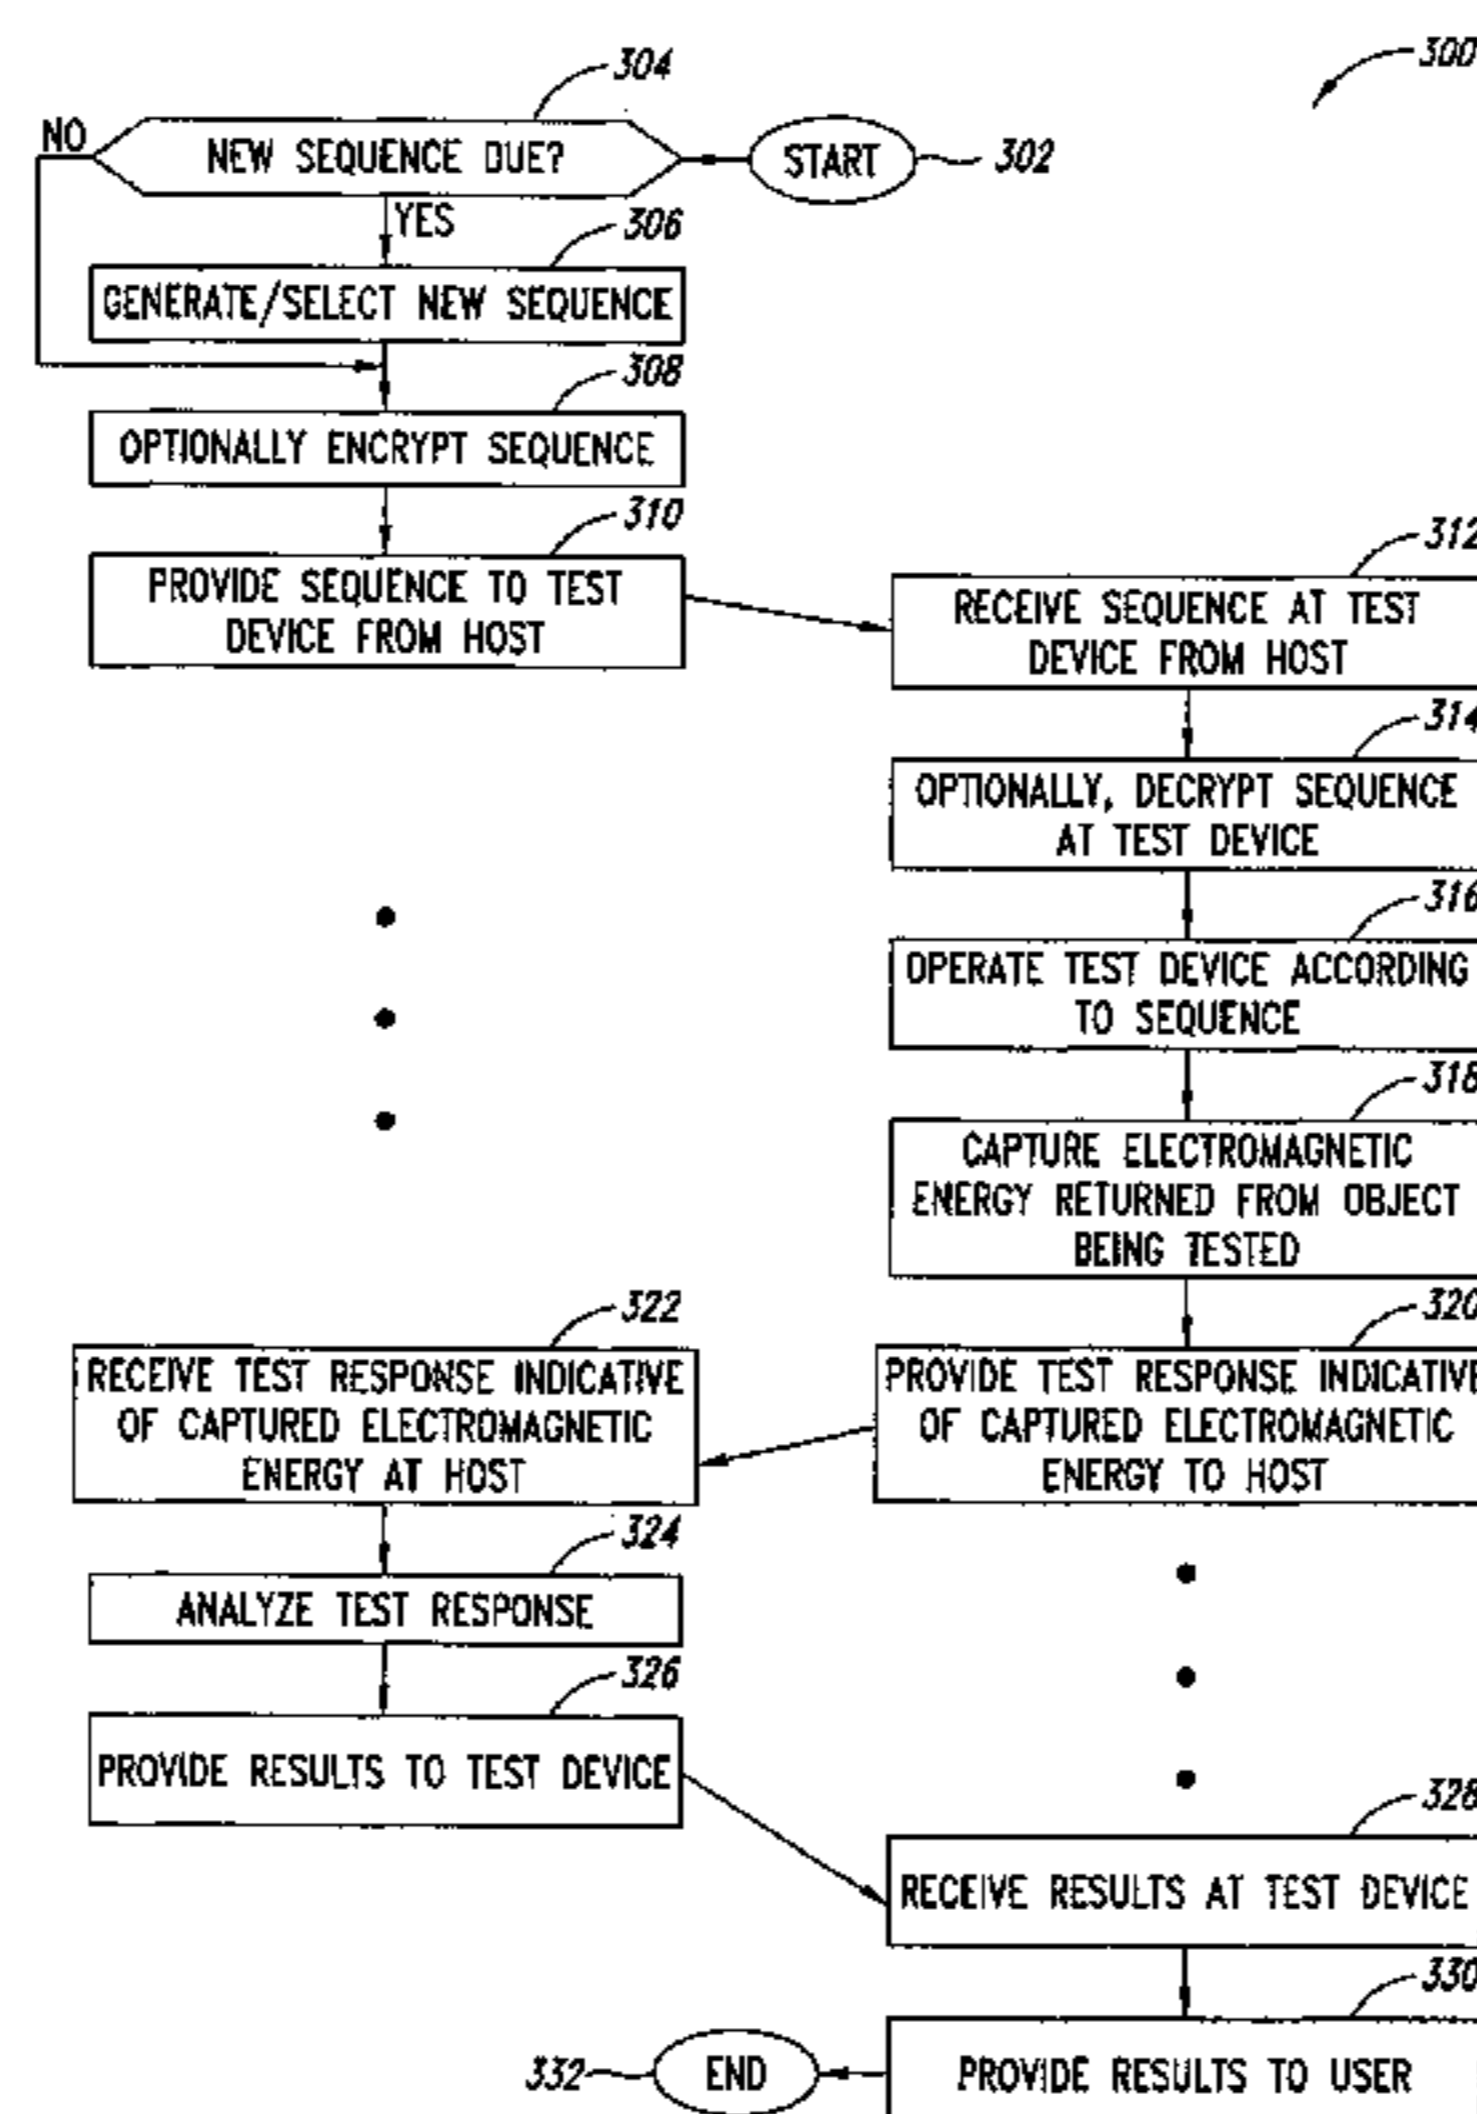 300
304
NO
NEW SEQUENCE DUE?
START
302
YES
306
GENERATE/SELECT NEW SEQUENCE
308
OPTIONALLY ENCRYPT SEQUENCE
310
PROVIDE SEQUENCE TO TEST
DEVICE FROM HOST
312
RECEIVE SEQUENCE AT TEST
DEVICE FROM HOST
314
OPTIONALLY, DECRYPT SEQUENCE
AT TEST DEVICE
316
OPERATE TEST DEVICE ACCORDING
TO SEQUENCE
318
CAPTURE ELECTROMAGNETIC
ENERGY RETURNED FROM OBJECT
BEING TESTED
320
PROVIDE TEST RESPONSE INDICATIVE
OF CAPTURED ELECTROMAGNETIC
ENERGY TO HOST
322
RECEIVE TEST RESPONSE INDICATIVE
OF CAPTURED ELECTROMAGNETIC
ENERGY AT HOST
324
ANALYZE TEST RESPONSE
326
PROVIDE RESULTS TO TEST DEVICE
328
RECEIVE RESULTS AT TEST DEVICE
330
PROVIDE RESULTS TO USER
332
END